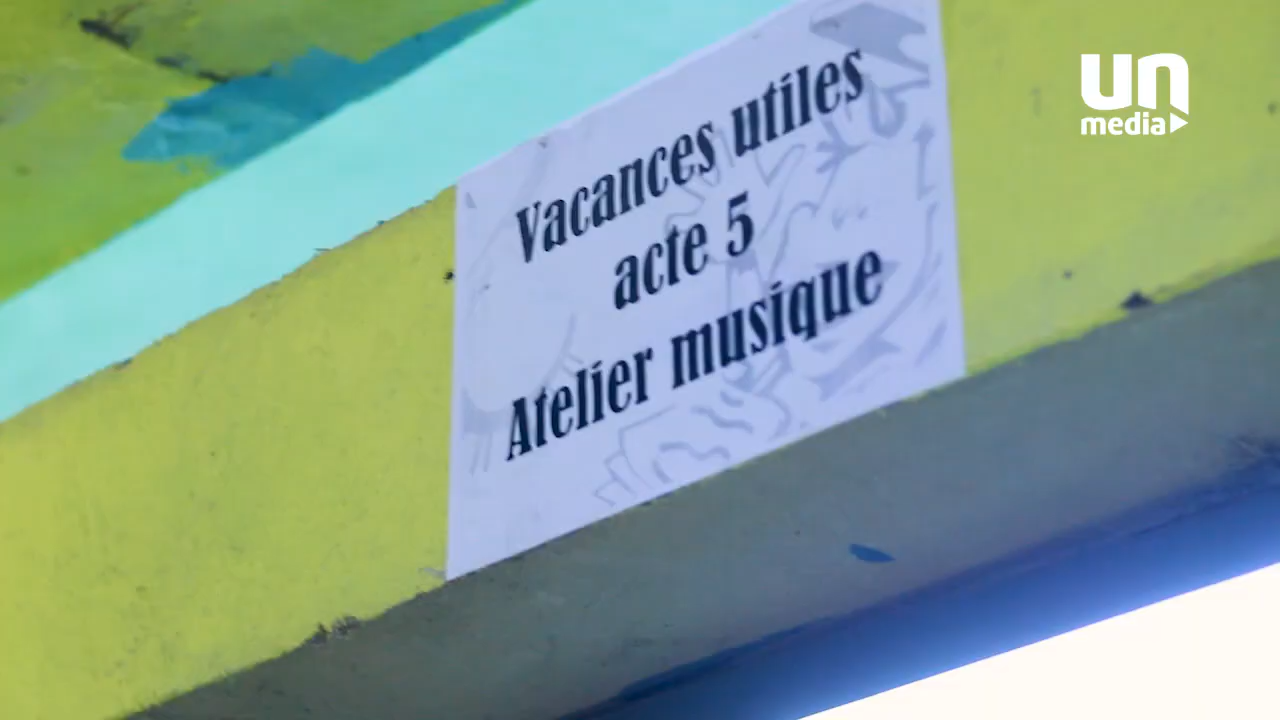 Vacances utiles
acte 5
Atelier musique
un
media